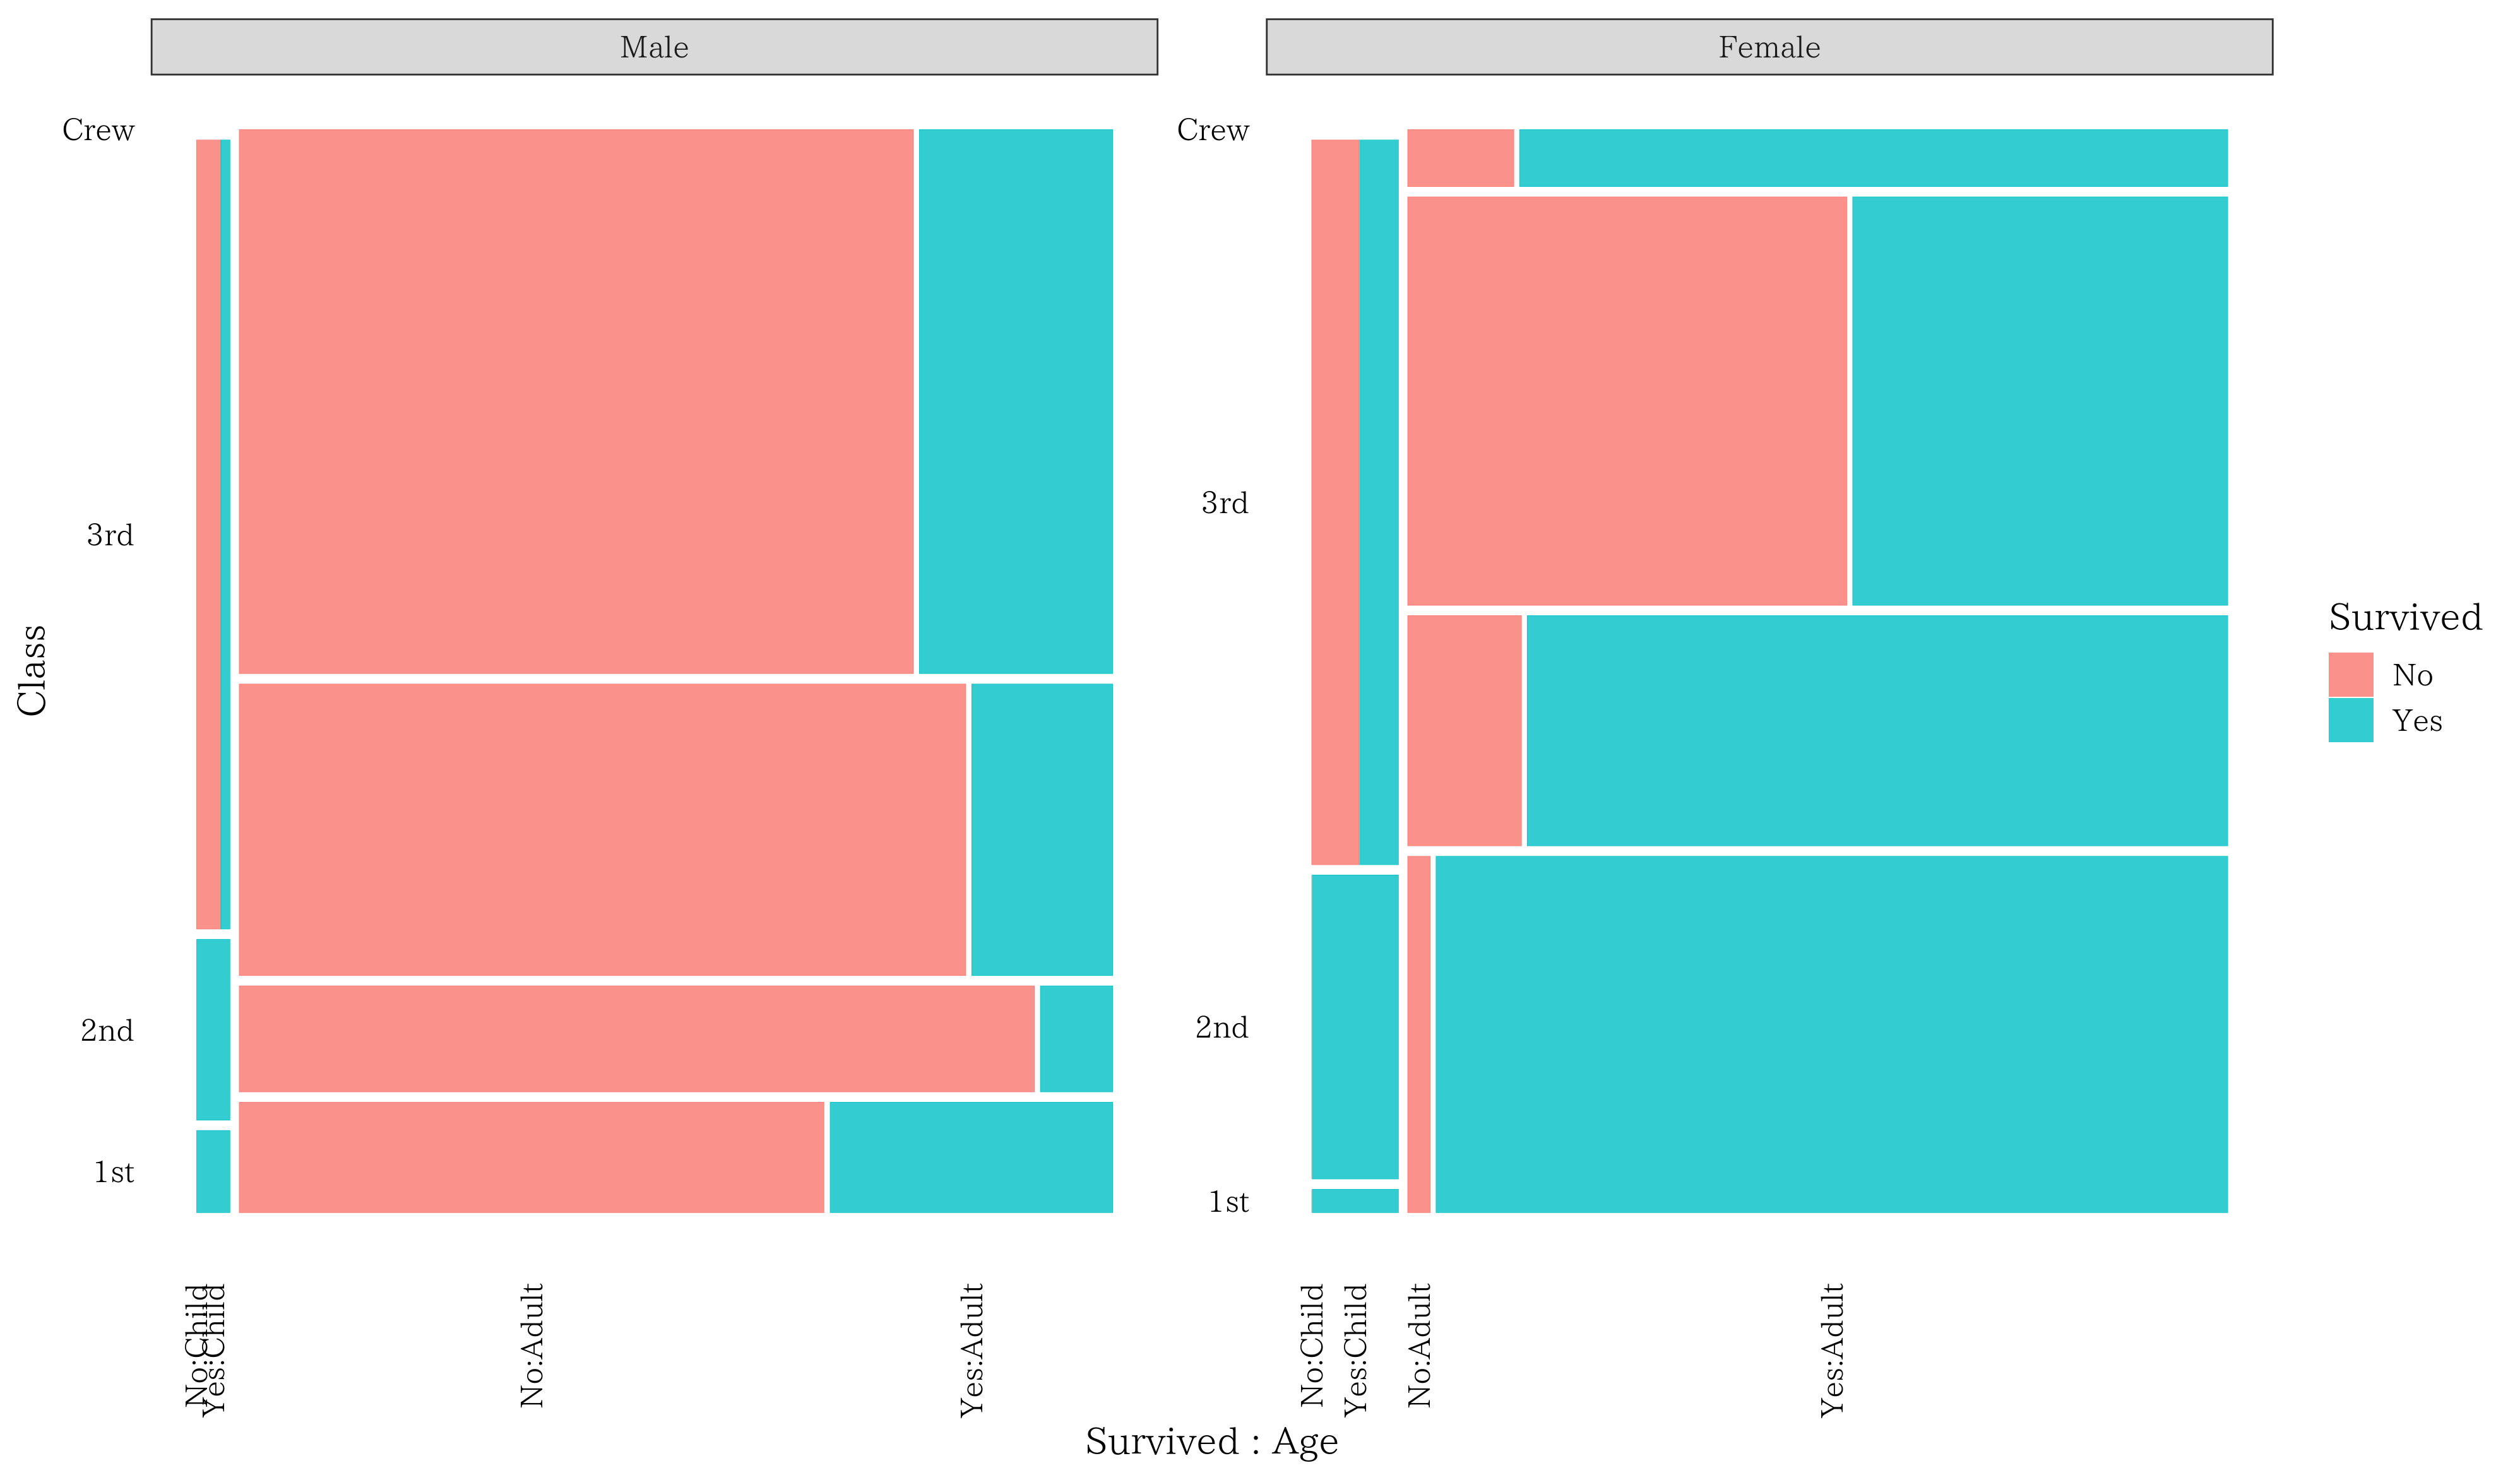 Male
Female
Crew
3rd
2nd
1st
Class
Crew
3rd
2nd
1st
Survived
No
Yes
No:Child
Yes:Child
No:Adult
Yes:Adult
No:Child
Yes:Child
No:Adult
Yes:Adult
Survived : Age